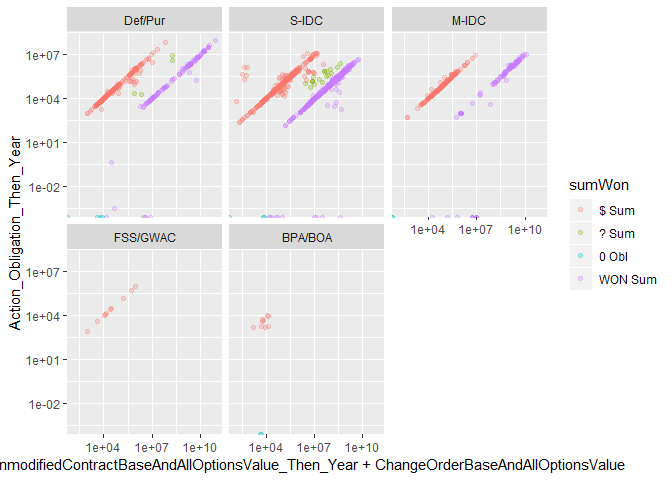 Def/Pur
S-IDC
M-IDC
1e+07
1e+04
1e+01
1e-02
1e+04
1e+07
1e+10
FSS/GWAC
BPA/BOA
1e+07
1e+04
1e+01
1e-02
1e+04
1e+07
1e+10
1e+04
1e+07
1e+10
Action_Obligation_Then_Year
nmodifiedContractBaseAndAllOptionsValue_Then_Year + ChangeOrderBaseAndAllOptionsValue
sumWon
$ Sum
? Sum
0 Obl
WON Sum